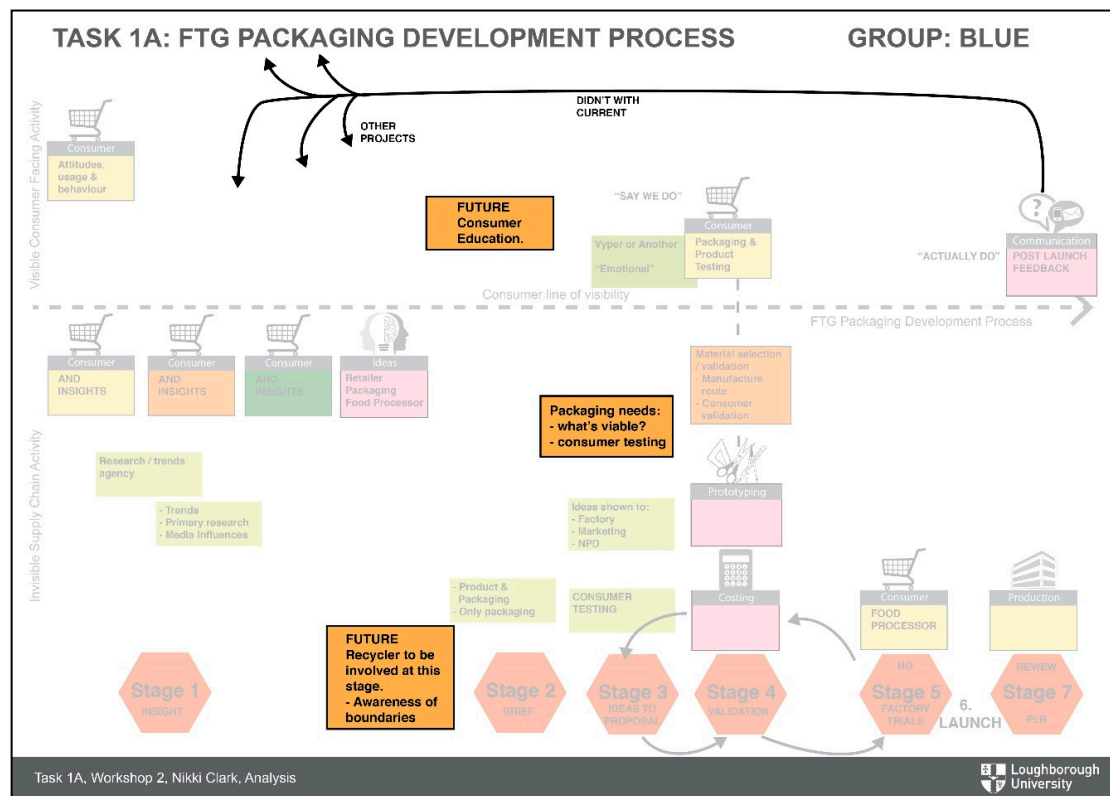 TASK 1A: FTG PACKAGING DEVELOPMENT PROCESS
GROUP: BLUE
DIDN'T WITH
CURRENT
OTHER
PROJECTS
Visible Consumer Facing Activity
Consumer
Attitudes,
usage &
behaviour
FUTURE
Consumer
Education.
"SAY WE DO"
Vyper or Another
"Emotional"
Consumer
Packaging &
Product
Testing
"ACTUALLY DO"
Communication
POST LAUNCH
FEEDBACK
Consumer line of visibility
FTG Packaging Development Process
Invisible Supply Chain Activity
Consumer
AND
INSIGHTS
Consumer
AND
INSIGHTS
Consumer
AND
INSIGHTS
Ideas
Retailer
Packaging
Food Processor
Material selection
/ validation
- Manufacture
route
- Consumer
validation
Packaging needs:
- what's viable?
- consumer testing
Research / trends
agency.
- Trends
- Primary research
- Media Influences
Ideas shown to:
- Factory
- Marketing
- NPD
Prototyping
- Product &
Packaging
- Only packaging
CONSUMER
TESTING
Costing
Consumer
FOOD
PROCESSOR
Production
FUTURE
Recycler to be
involved at this
stage.
- Awareness of
boundaries
Stage 1
INSIGHT
Stage 2
BRIEF
Stage 3
IDEAS TO
PROPOSAL
Stage 4
VALIDATION
HO
Stage 5
FACTORY
TRIALS
6.
LAUNCH
REVIEW
Stage 7
PLR
Task 1A, Workshop 2, Nikki Clark, Analysis
Loughborough
University